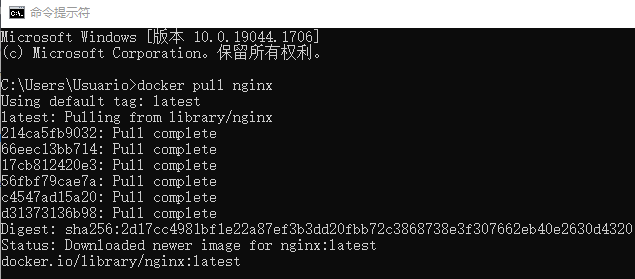 命令提示符
Microsoft Windows [版本 10.0.19044.1706]
(c) Microsoft Corporation。保留所有权利。
C:\Users\Usuario>docker pull nginx
Using default tag: latest
latest: Pulling from library/nginx
214ca5fb9032: Pull complete
66eec13bb714: Pull complete
17cb812420e3: Pull complete
56fbf79cae7a: Pull complete
c4547ad15a20: Pull complete
d31373136b98: Pull complete
Digest: sha256:2d17cc4981bf1e22a87ef3b3dd20fbb72c3868738e3f307662eb40e2630d4320
Status: Downloaded newer image for nginx:latest
docker.io/library/nginx:latest